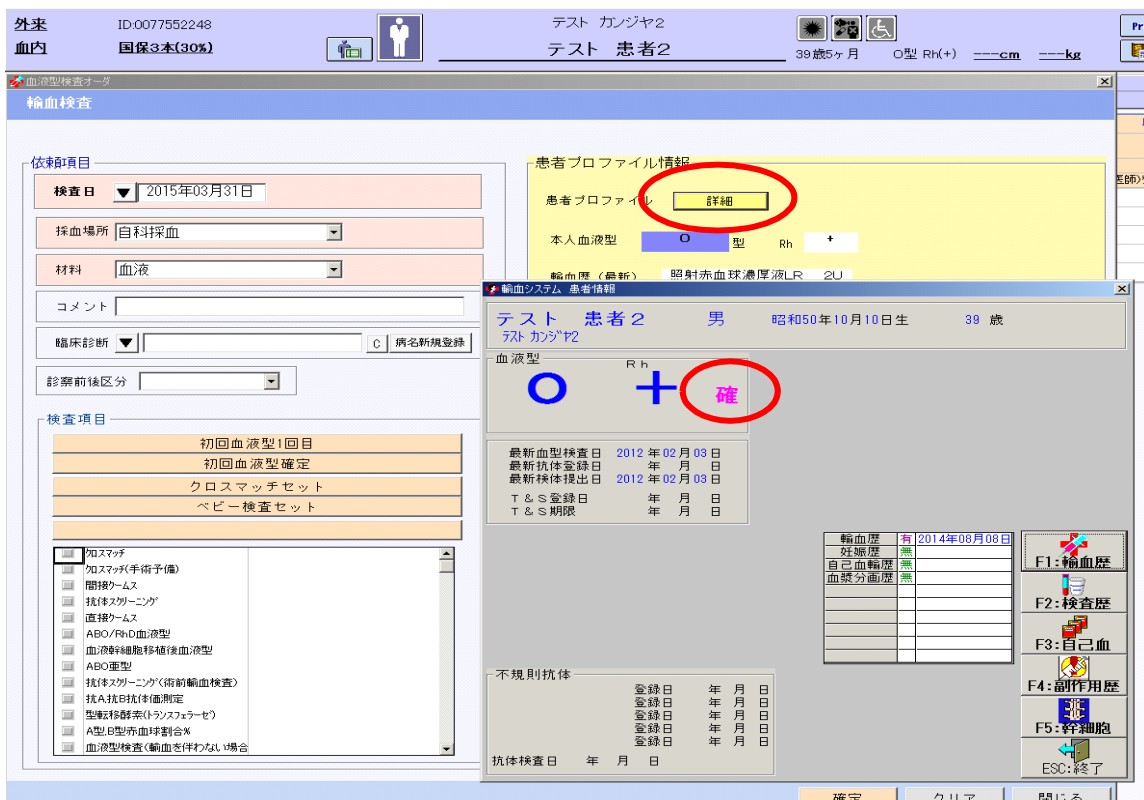 外来 ID:0077552248 テスト カンジヤ2
血内 国保3本(30%) テスト 患者2 39歳5ヶ月 O型 Rh(+) ---cm ---kg
Pr
血液型検査オーダ
輸血検査
依頼項目
検査日 2015年03月31日
採血場所 自科採血
材料 血液
コメント
臨床診断 C 病名新規登録
診察前後区分
検査項目
初回血液型1回目
初回血液型確定
クロスマッチセット
ベビー検査セット
クロスマッチ
クロスマッチ(手術予備)
間接クームス
抗体スクリーニング
直接クームス
ABO/RhD血液型
血液幹細胞移植後血液型
ABO亜型
抗体スクリーニング(術前輸血検査)
抗A,抗B抗体価測定
型転移酵素(トランスフェラーゼ)
A型,B型赤血球割合%
血液型検査(輸血を伴わない場合
患者プロファイル情報
患者プロファイル 詳細
本人血液型 O 型 Rh +
輸血歴(最新) 照射赤血球濃厚液LR 2U
医師)
輸血システム 患者情報
テスト 患者2 男 昭和50年10月10日生 39 歳
テスト カンジヤ2
血液型 Rh
O + 確
最新血型検査日 2012 年 02 月 03 日
最新抗体登録日 年 月 日
最新検体提出日 2012 年 02 月 03 日
T&S登録日 年 月 日
T&S期限 年 月 日
輸血歴 有 2014年08月08日
妊娠歴 無
自己血輸歴 無
血漿分画歴 無
F1:輸血歴
F2:検査歴
F3:自己血
F4:副作用歴
F5:幹細胞
ESC:終了
不規則抗体
登録日 年 月 日
登録日 年 月 日
登録日 年 月 日
登録日 年 月 日
登録日 年 月 日
抗体検査日 年 月 日
確定 クリア 閉じる